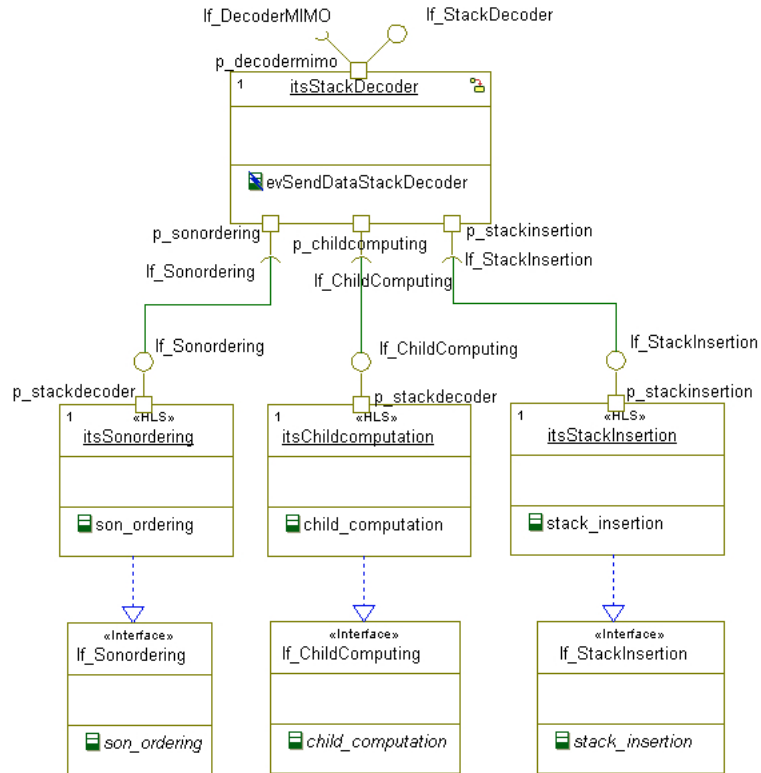 If_DecoderMIMO
If_StackDecoder
p_decodermimo
1
itsStackDecoder
evSendDataStackDecoder
p_sonordering
p_childcomputing
p_stackinsertion
If_Sonordering
If_ChildComputing
If_StackInsertion
If_Sonordering
If_ChildComputing
If_StackInsertion
p_stackdecoder
p_stackdecoder
p_stackinsertion
1
«HLS»
itsSonordering
son_ordering
1
«HLS»
itsChildcomputation
child_computation
1
«HLS»
itsStackInsertion
stack_insertion
«Interface»
If_Sonordering
son_ordering
«Interface»
If_ChildComputing
child_computation
«Interface»
If_StackInsertion
stack_insertion